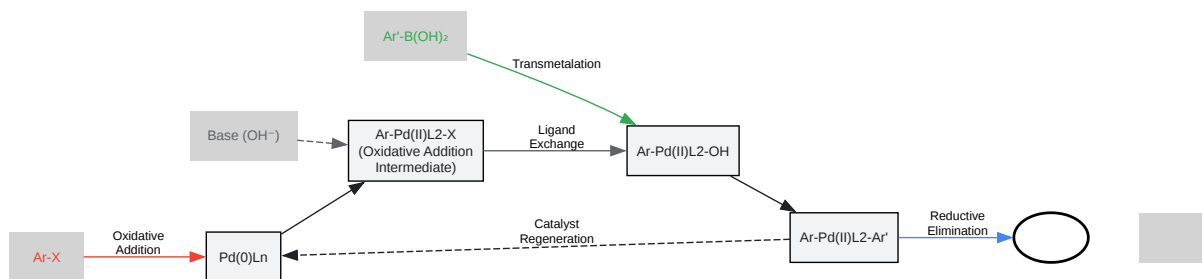 Ar'-B(OH)₂
Transmetalation
Base (OH⁻)
Ar-Pd(II)L2-X
(Oxidative Addition
Intermediate)
Ligand
Exchange
Ar-Pd(II)L2-OH
Ar-X
Oxidative
Addition
Pd(0)Ln
Catalyst
Regeneration
Ar-Pd(II)L2-Ar'
Reductive
Elimination